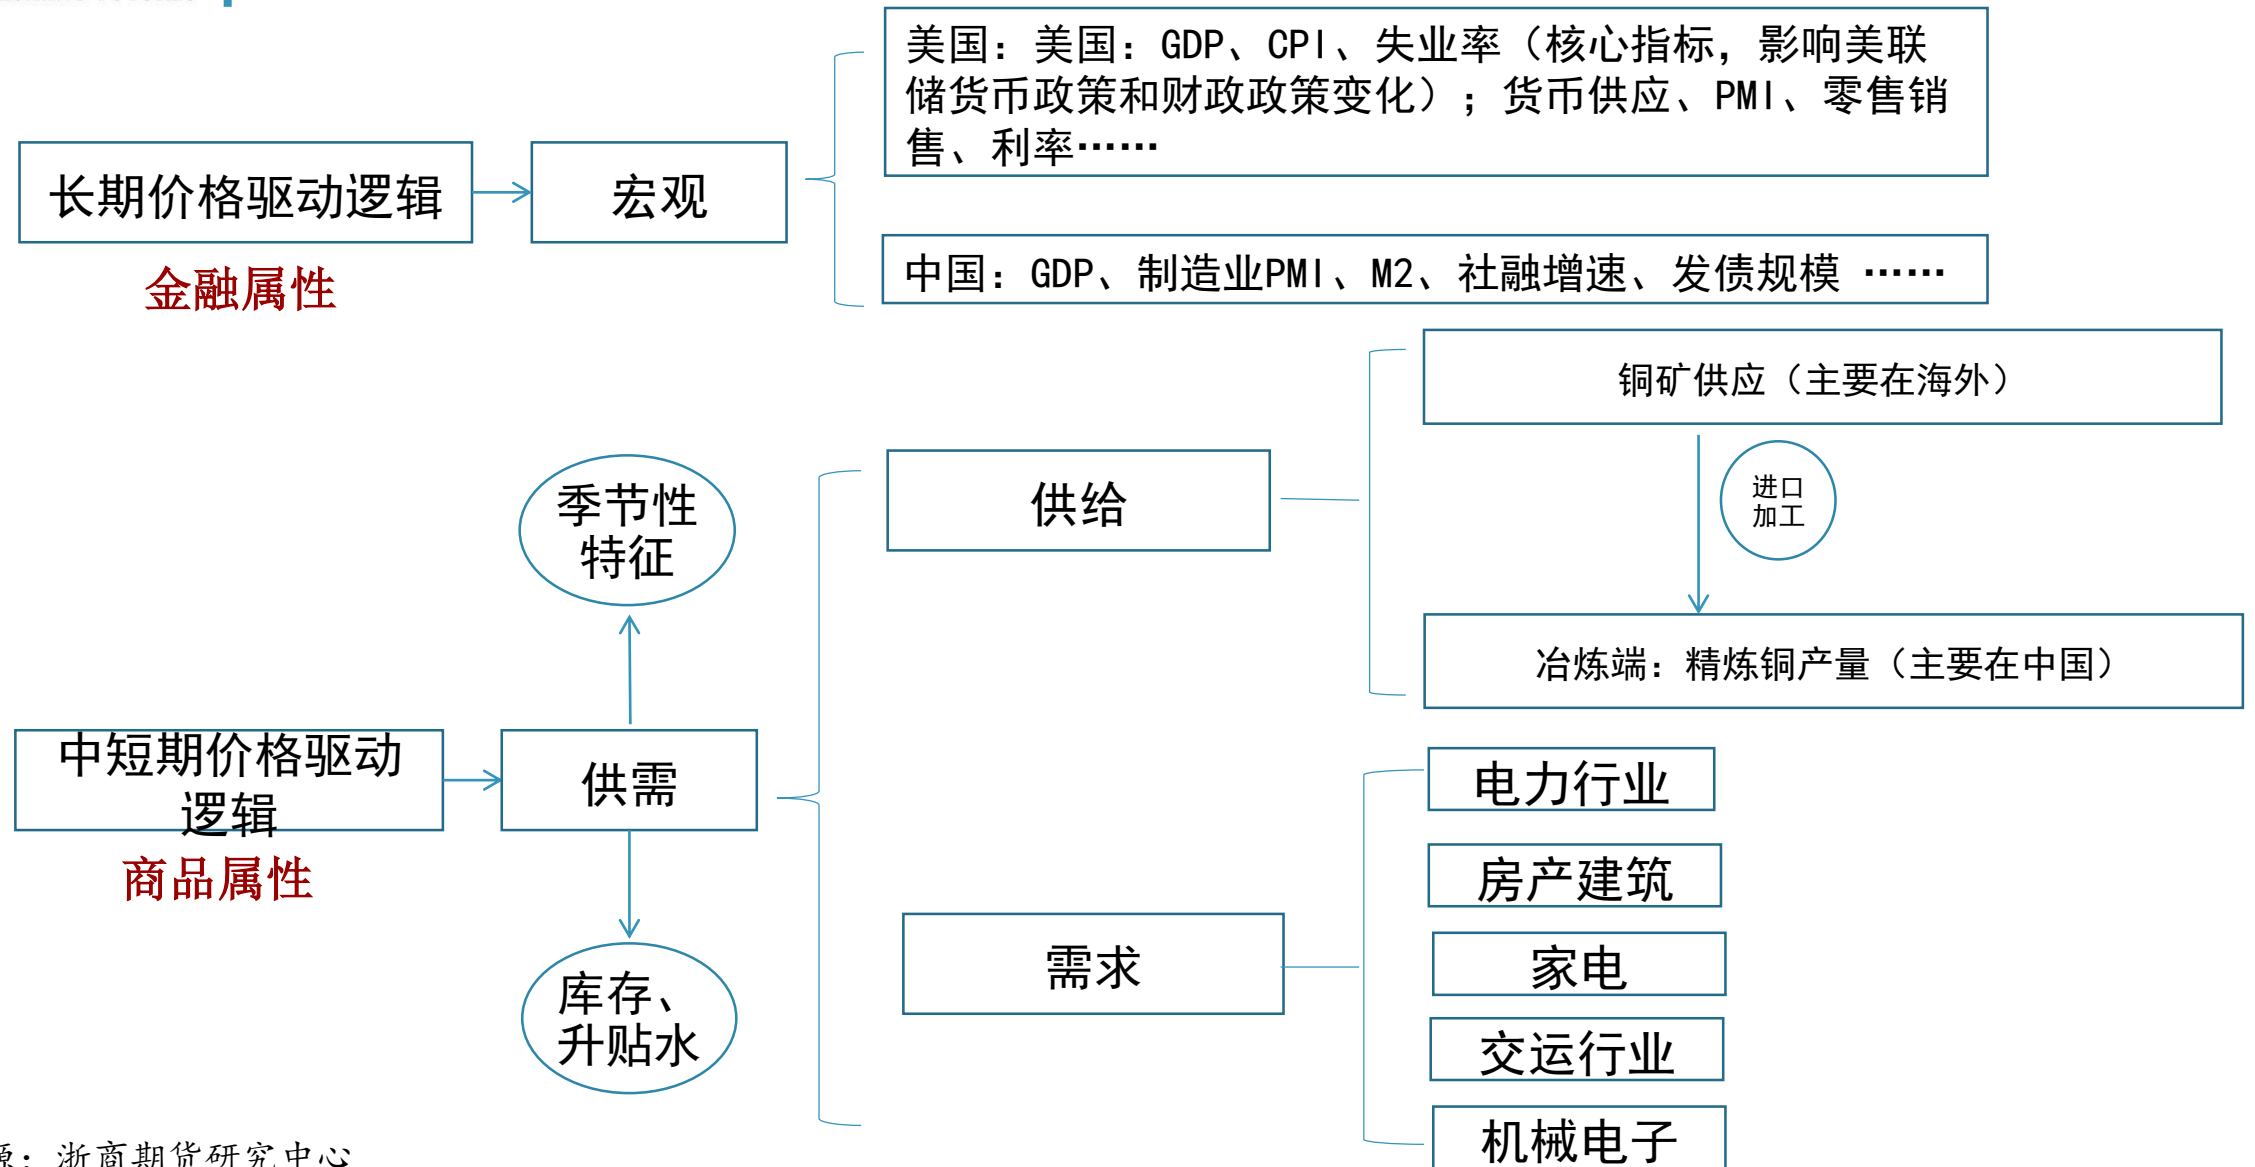 美国：美国：GDP、CPI、失业率（核心指标，影响美联
储货币政策和财政政策变化）；货币供应、PMI、零售销
售、利率……
长期价格驱动逻辑
宏观
金融属性
中国：GDP、制造业PMI、M2、社融增速、发债规模 ……
铜矿供应（主要在海外）
季节性
特征
供给
进口
加工
冶炼端：精炼铜产量（主要在中国）
中短期价格驱动
逻辑
供需
商品属性
电力行业
房产建筑
需求
家电
库存、
升贴水
交运行业
机械电子
源：浙商期货研究中心